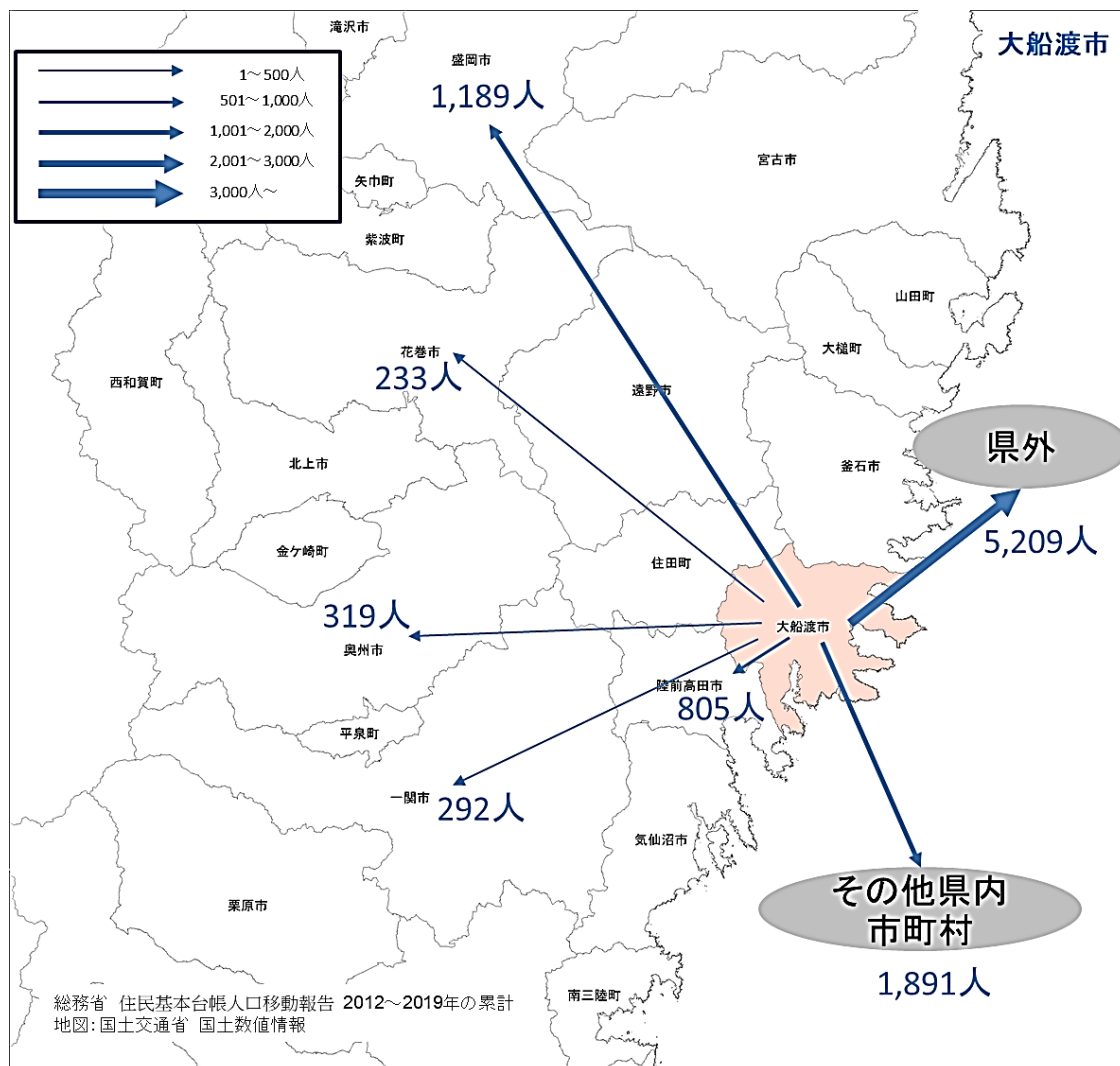 大船渡市
1~500人
501~1,000人
1,001~2,000人
2,001~3,000人
3,000人~
滝沢市
盛岡市
1,189人
宮古市
矢巾町
紫波町
山田町
大槌町
花巻市
233人
西和賀町
遠野市
県外
北上市
釜石市
5,209人
金ケ崎町
住田町
319人
大船渡市
奥州市
陸前高田市
805人
平泉町
一関市
292人
気仙沼市
その他県内
市町村
栗原市
1,891人
南三陸町
総務省 住民基本台帳人口移動報告 2012~2019年の累計
地図:国土交通省 国土数値情報